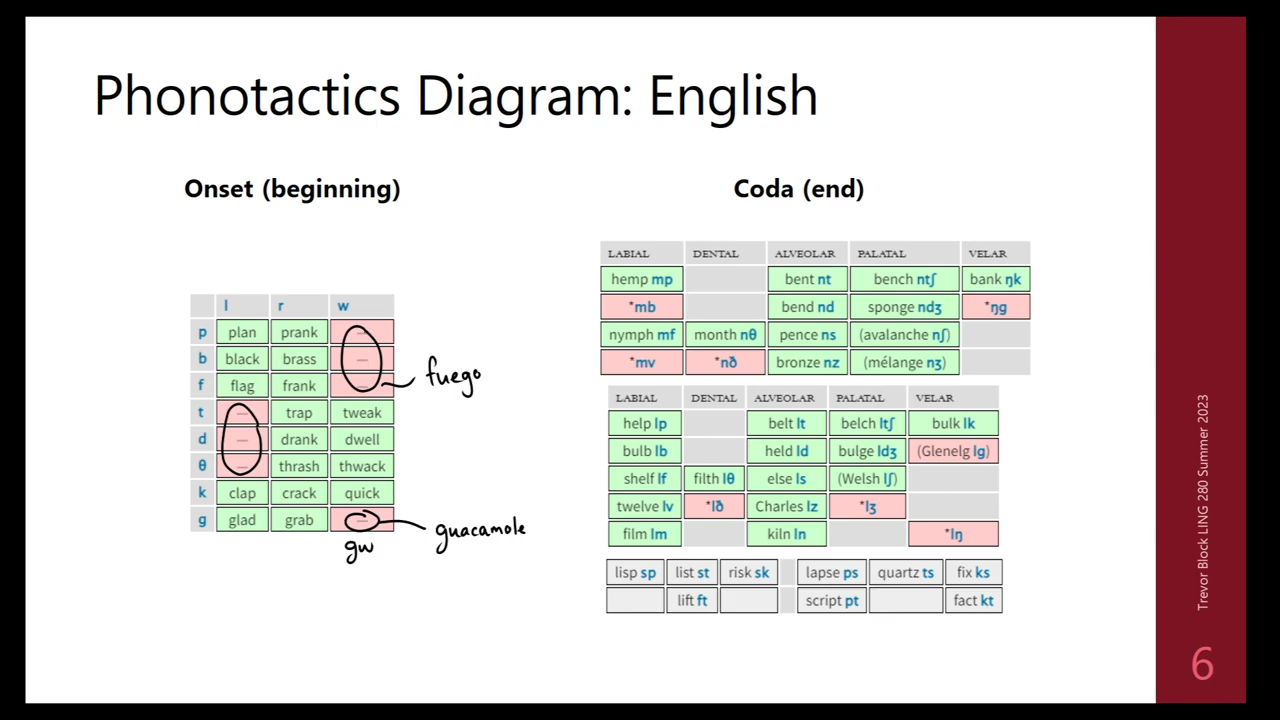 Phonotactics Diagram: English
Onset (beginning)
l r w
p plan prank —
b black brass —
f flag frank —
t — trap tweak
d — drank dwell
θ — thrash thwack
k clap crack quick
g glad grab —
fuego
guacamole
gw
Coda (end)
LABIAL DENTAL ALVEOLAR PALATAL VELAR
hemp mp bent nt bench ntʃ bank ŋk
*mb bend nd sponge ndʒ *ŋg
nymph mf month nθ pence ns (avalanche nʃ)
*mv *nð bronze nz (mélange nʒ)
LABIAL DENTAL ALVEOLAR PALATAL VELAR
help lp belt lt belch ltʃ bulk lk
bulb lb held ld bulge ldʒ (Glenelg lg)
shelf lf filth lθ else ls (Welsh lʃ)
twelve lv *lð Charles lz *lʒ
film lm kiln ln *lŋ
lisp sp list st risk sk lapse ps quartz ts fix ks
lift ft script pt fact kt
Trevor Block LING 280 Summer 2023
6